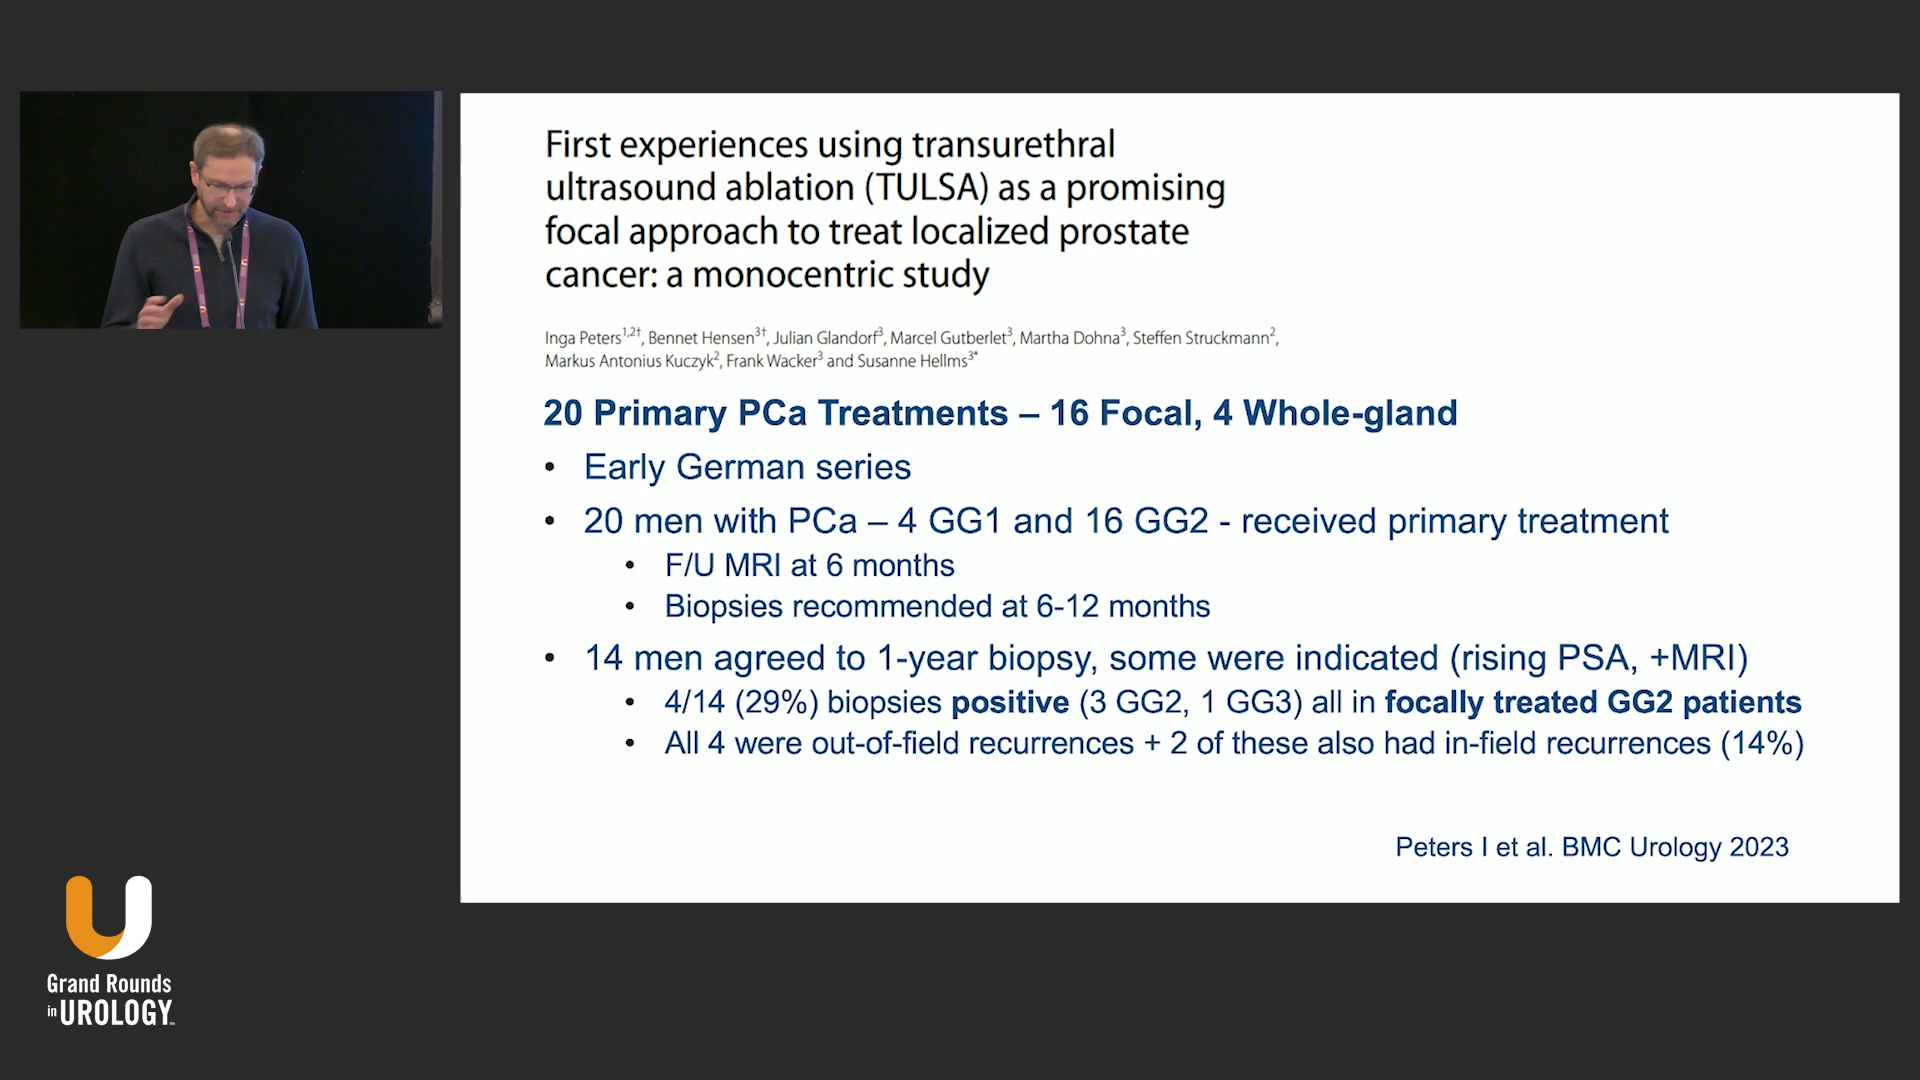 First experiences using transurethral
ultrasound ablation (TULSA) as a promising
focal approach to treat localized prostate
cancer: a monocentric study
Inga Peters1,2†, Bennet Hensen3†, Julian Glandorf3, Marcel Gutberlet3, Martha Dohna3, Steffen Struckmann2,
Markus Antonius Kuczyk2, Frank Wacker3 and Susanne Hellms3*
20 Primary PCa Treatments – 16 Focal, 4 Whole-gland
• Early German series
• 20 men with PCa – 4 GG1 and 16 GG2 - received primary treatment
• F/U MRI at 6 months
• Biopsies recommended at 6-12 months
• 14 men agreed to 1-year biopsy, some were indicated (rising PSA, +MRI)
• 4/14 (29%) biopsies positive (3 GG2, 1 GG3) all in focally treated GG2 patients
• All 4 were out-of-field recurrences + 2 of these also had in-field recurrences (14%)
Peters I et al. BMC Urology 2023
Grand Rounds
in UROLOGY™